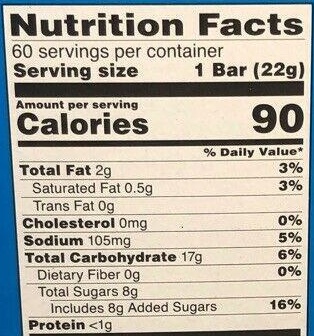 Nutrition Facts
60 servings per container
Serving size 1 Bar (22g)
Amount per serving
Calories 90
% Daily Value*
Total Fat 2g 3%
Saturated Fat 0.5g 3%
Trans Fat 0g
Cholesterol 0mg 0%
Sodium 105mg 5%
Total Carbohydrate 17g 6%
Dietary Fiber 0g 0%
Total Sugars 8g
Includes 8g Added Sugars 16%
Protein <1g